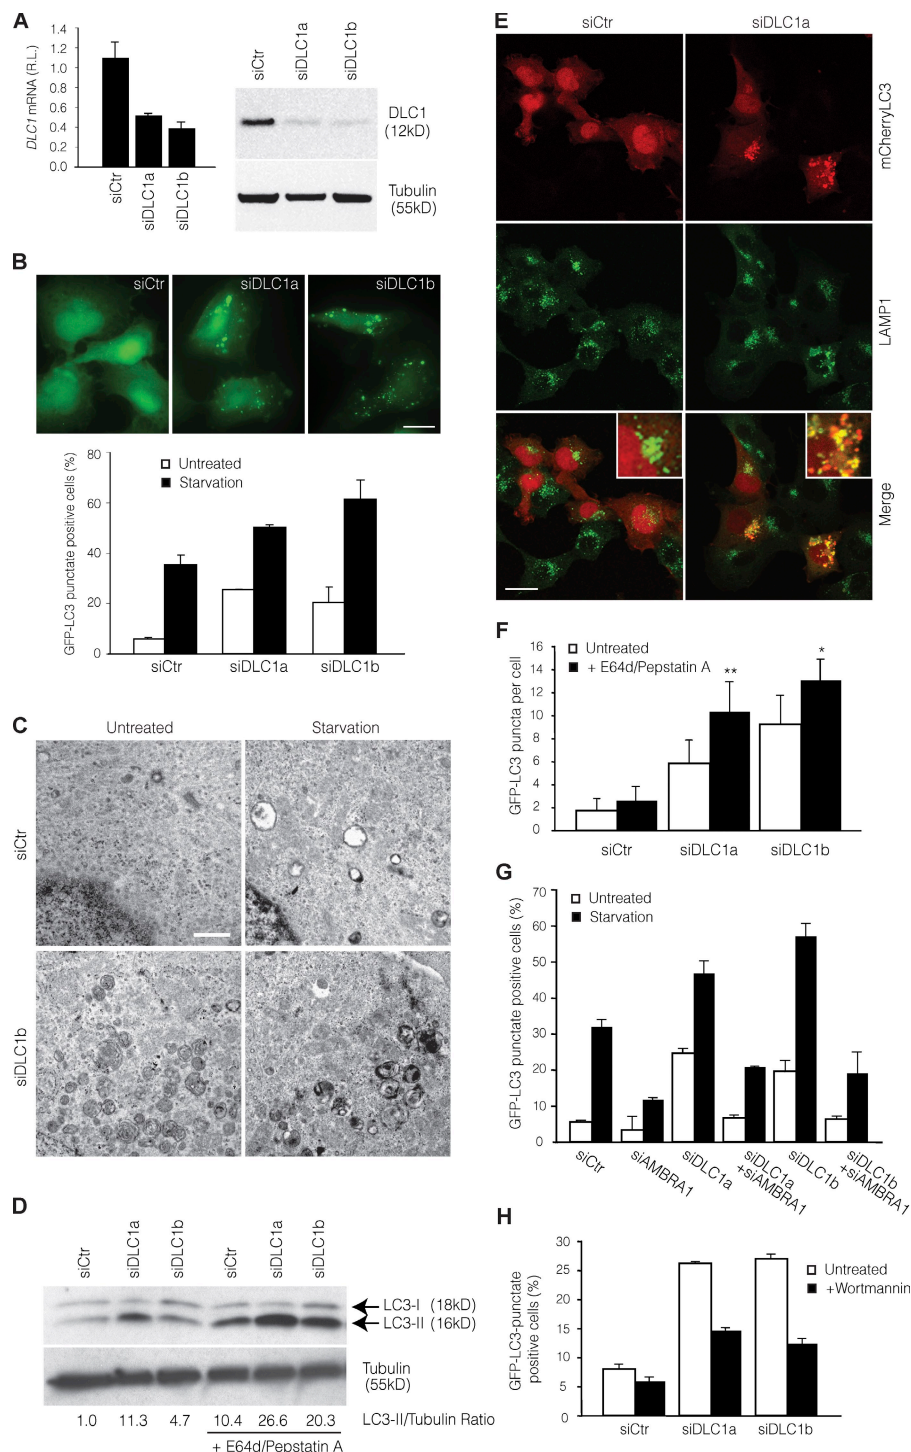 A
DLC1 mRNA (R.L.)
1.4
1.2
1.0
0.8
0.6
0.4
0.2
0.0
siCtr
siDLC1a
siDLC1b
siCtr
siDLC1a
siDLC1b
DLC1
(12kD)
Tubulin
(55kD)
B
siCtr
siDLC1a
siDLC1b
GFP-LC3 punctate positive cells (%)
80
60
40
20
0
Untreated
Starvation
siCtr
siDLC1a
siDLC1b
C
Untreated
Starvation
siCtr
siDLC1b
D
siCtr
siDLC1a
siDLC1b
siCtr
siDLC1a
siDLC1b
LC3-I (18kD)
LC3-II (16kD)
Tubulin
(55kD)
1.0 11.3 4.7 10.4 26.6 20.3 LC3-II/Tubulin Ratio
+ E64d/Pepstatin A
E
siCtr
siDLC1a
mCherryLC3
LAMP1
Merge
F
GFP-LC3 puncta per cell
16
14
12
10
8
6
4
2
0
Untreated
+ E64d/Pepstatin A
**
*
siCtr
siDLC1a
siDLC1b
G
GFP-LC3 punctate positive cells (%)
70
60
50
40
30
20
10
0
Untreated
Starvation
siCtr
siAMBRA1
siDLC1a
siDLC1a
+siAMBRA1
siDLC1b
siDLC1b
+siAMBRA1
H
GFP-LC3-punctate
positive cells (%)
30
25
20
15
10
5
0
Untreated
+Wortmannin
siCtr
siDLC1a
siDLC1b